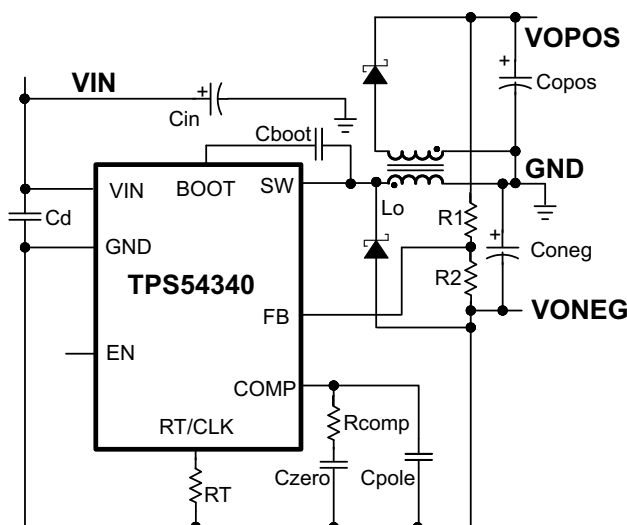 VOPOS
VIN
+
Copos
+
Cin
Cboot
GND
VIN
BOOT
SW
Cd
Lo
R1
+
GND
Coneg
TPS54340
R2
FB
VONEG
EN
COMP
RT/CLK
Rcomp
Czero
Cpole
RT